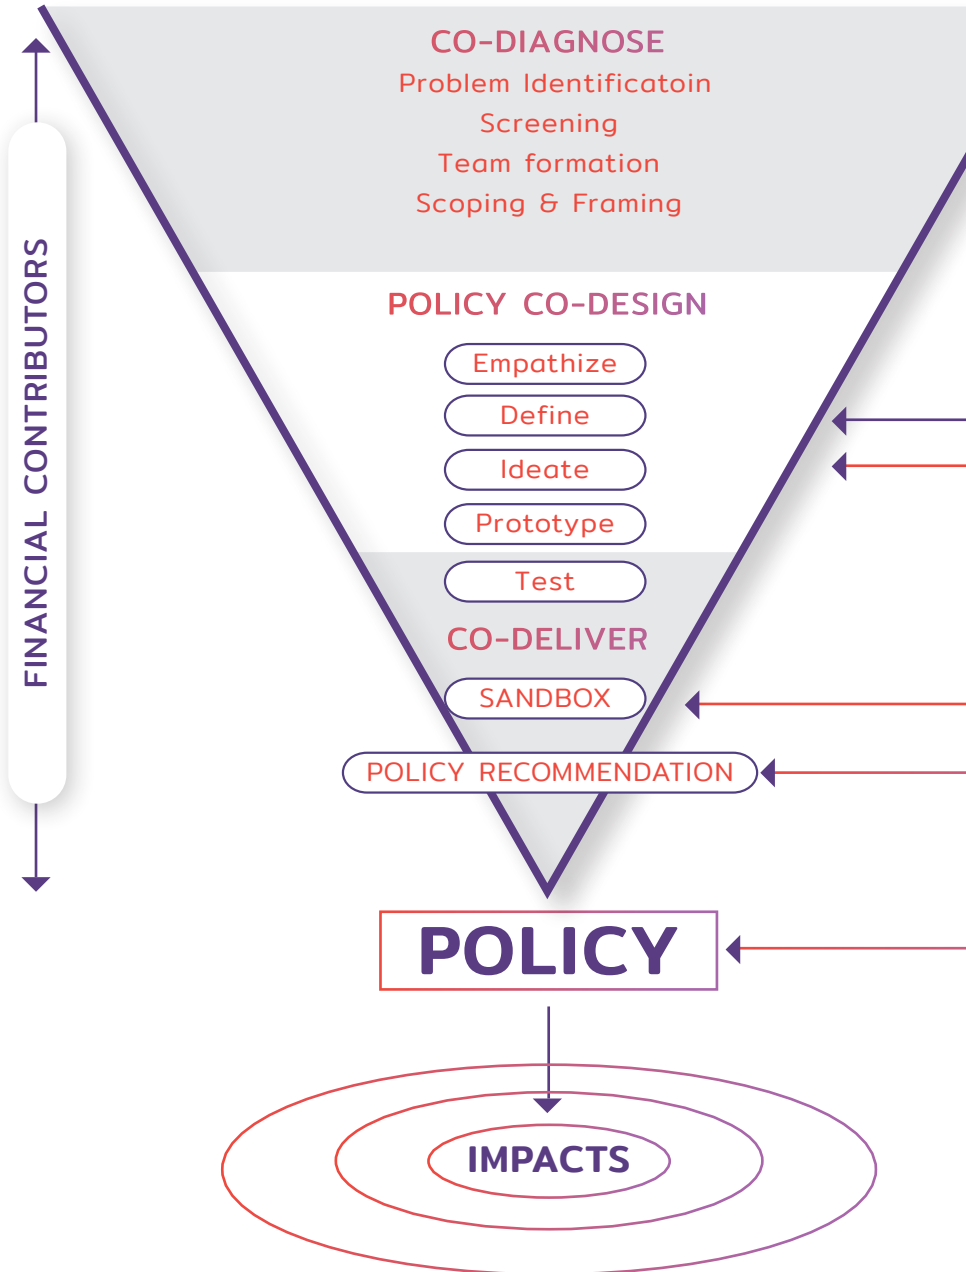 CO-DIAGNOSE
Problem Identificatoin
Screening
Team formation
Scoping & Framing
FINANCIAL CONTRIBUTORS
POLICY CO-DESIGN
Empathize
Define
Ideate
Prototype
Test
CO-DELIVER
SANDBOX
POLICY RECOMMENDATION
POLICY
IMPACTS